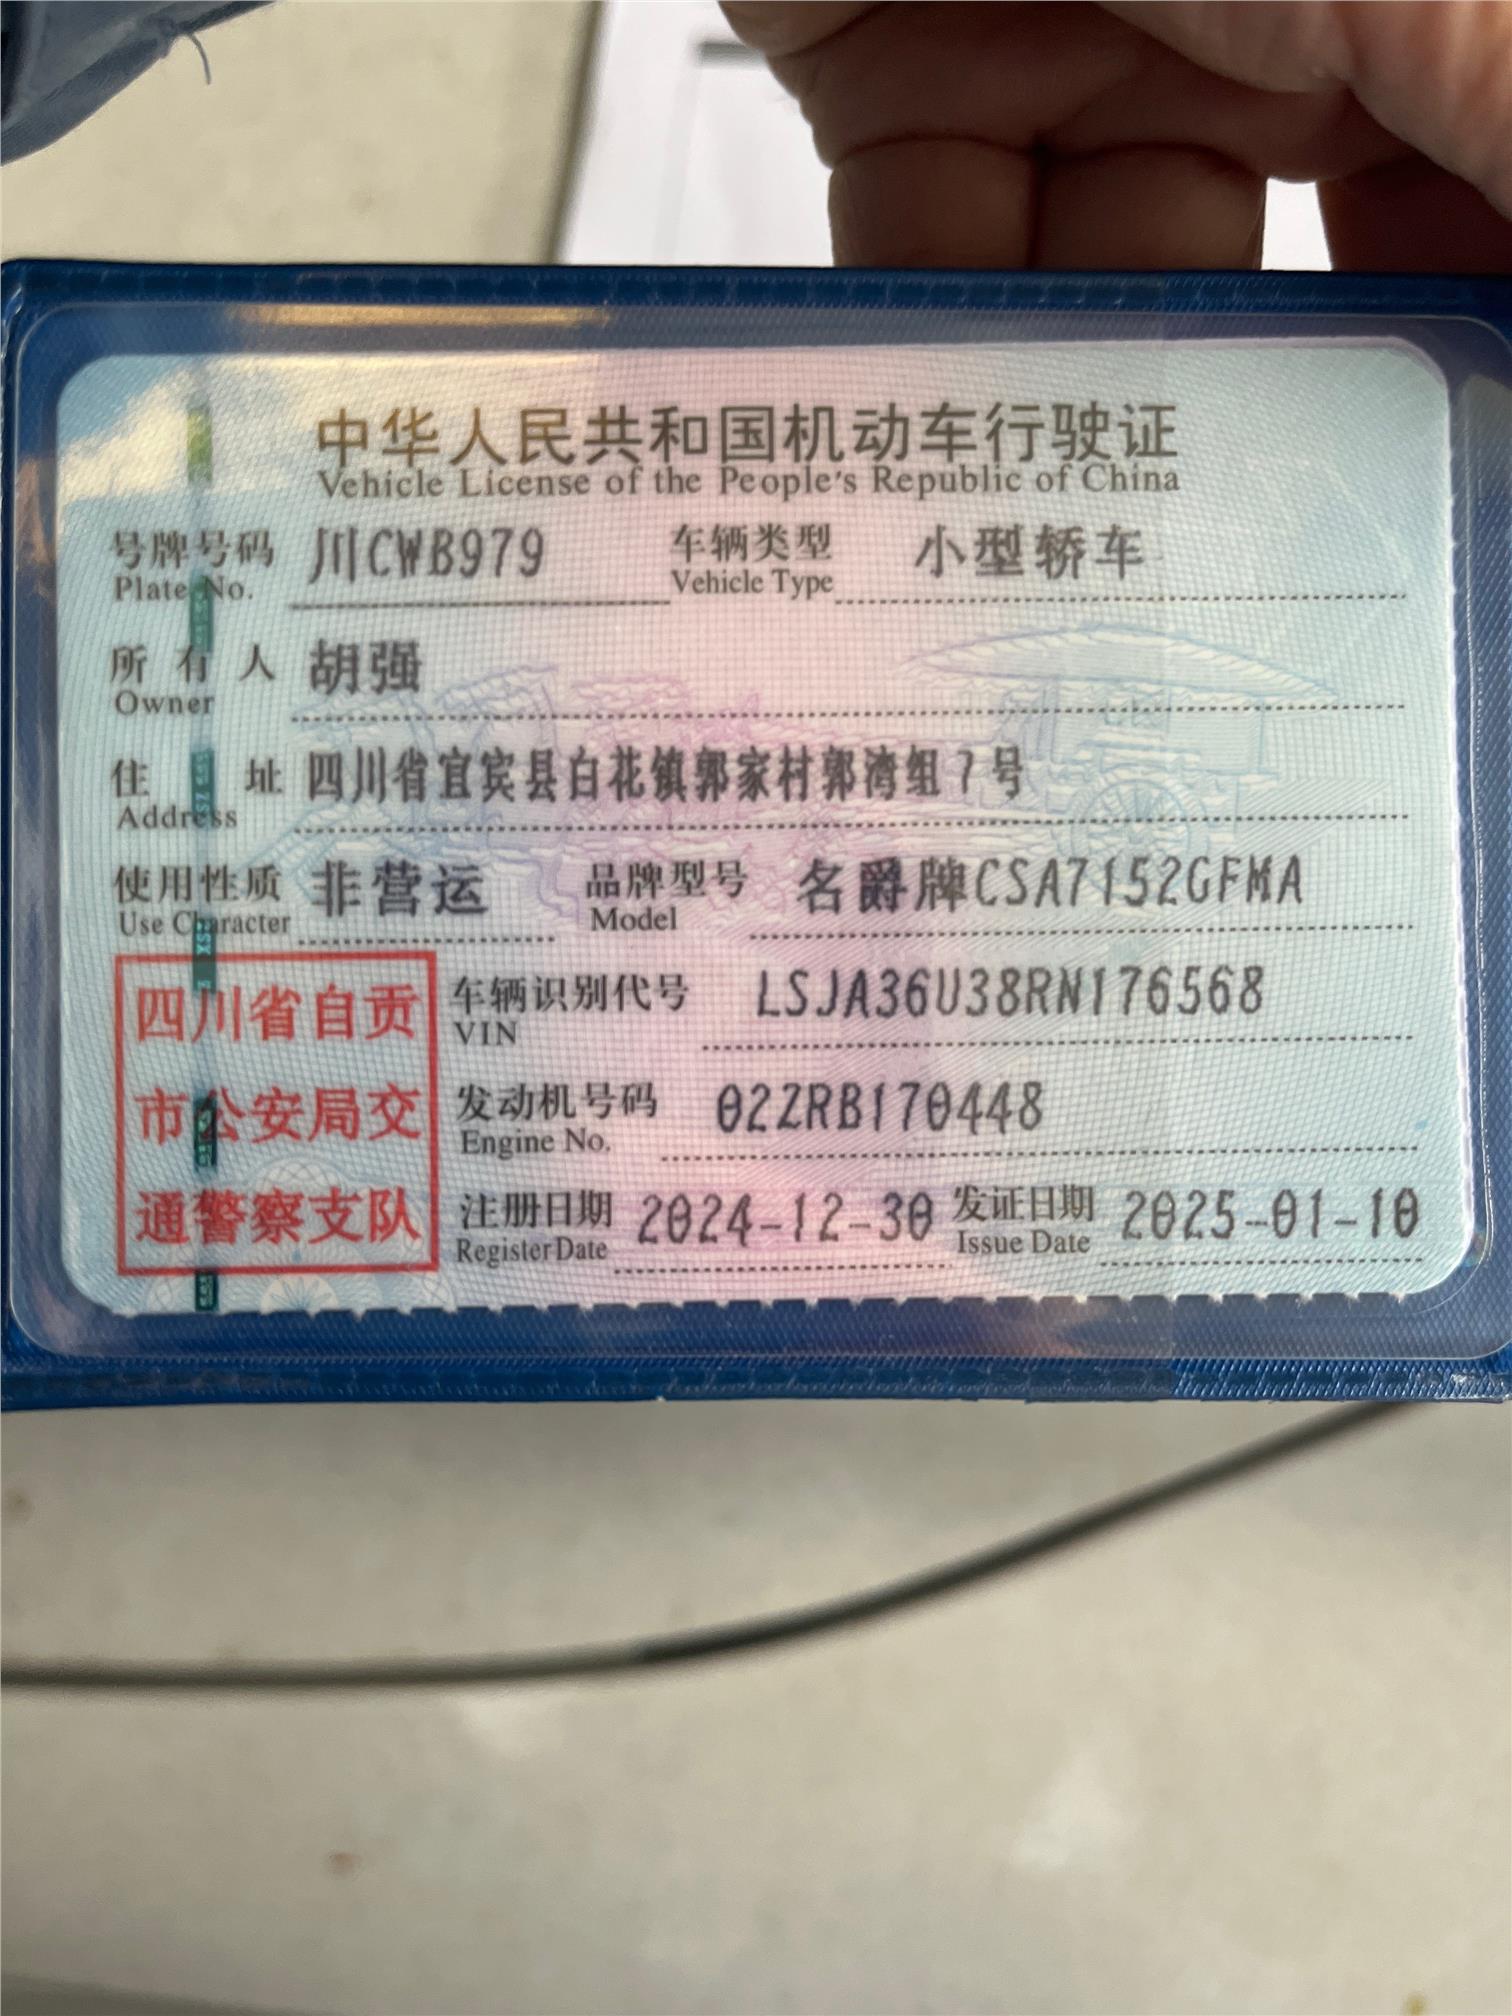 中华人民共和国机动车行驶证
Vehicle License of the People's Republic of China
号牌号码 川CWB979 车辆类型 小型轿车
Plate No. Vehicle Type
所有人 胡强
Owner
住址 四川省宜宾县白花镇郭家村郭湾组7号
Address
使用性质 非营运 品牌型号 名爵牌CSA7152GFMA
Use Character Model
四川省自贡
市公安局交
通警察支队
车辆识别代号 LSJA36U38RN176568
VIN
发动机号码 02ZRB170448
Engine No.
注册日期 2024-12-30 发证日期 2025-01-10
Register Date Issue Date